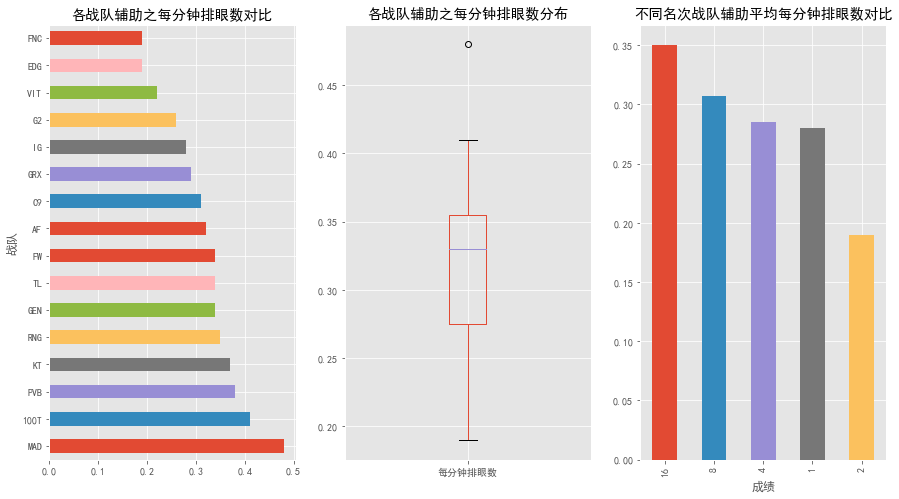 各战队辅助之每分钟排眼数对比
战队
FNC
EDG
VIT
G2
IG
GRX
C9
AF
FW
TL
GEN
RNG
KT
PVB
100T
MAD
0.0 0.1 0.2 0.3 0.4 0.5
各战队辅助之每分钟排眼数分布
0.45
0.40
0.35
0.30
0.25
0.20
每分钟排眼数
不同名次战队辅助平均每分钟排眼数对比
0.35
0.30
0.25
0.20
0.15
0.10
0.05
0.00
16 8 4 1 2
成绩